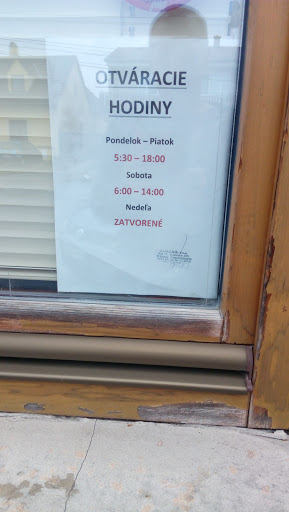 OTVÁRACIE
HODINY
Pondelok – Piatok
5:30 – 18:00
Sobota
6:00 – 14:00
Nedeľa
ZATVORENÉ